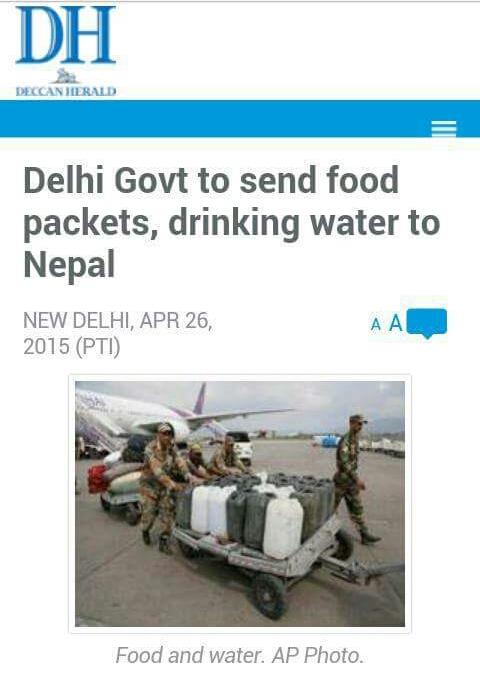 DH
DECCAN HERALD
Delhi Govt to send food
packets, drinking water to
Nepal
NEW DELHI, APR 26,
2015 (PTI)
A A
Food and water. AP Photo.